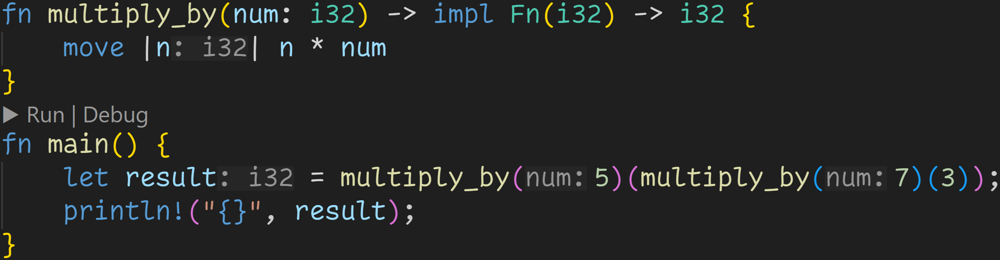 fn multiply_by(num: i32) -> impl Fn(i32) -> i32 {
    move |n: i32| n * num
}
▶ Run | Debug
fn main() {
    let result: i32 = multiply_by(num: 5)(multiply_by(num: 7)(3));
    println!("{}", result);
}